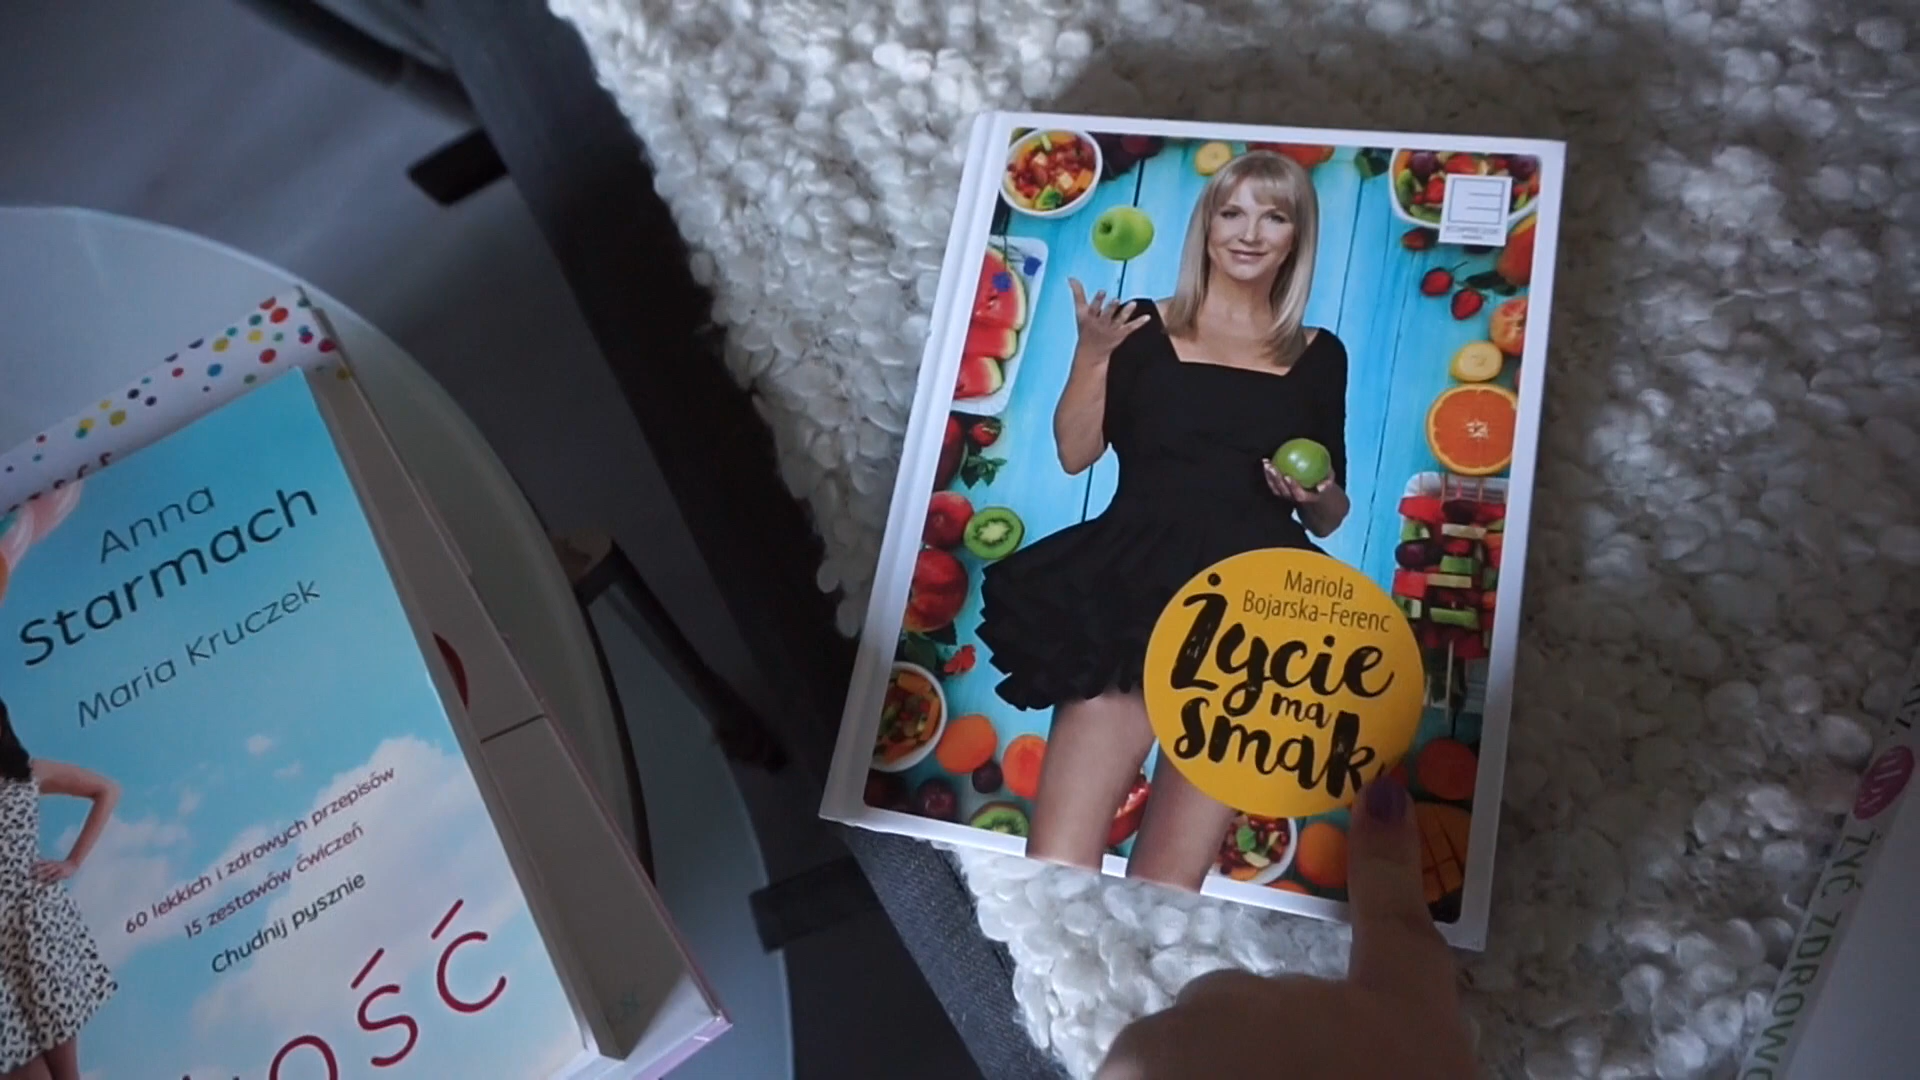 Anna
Starmach
Maria Kruczek
60 lekkich i zdrowych przepisów
15 zestawów ćwiczeń
Chudnij pysznie
ość
Mariola
Bojarska-Ferenc
Życie
ma
smak
ŻYĆ ZDROWO